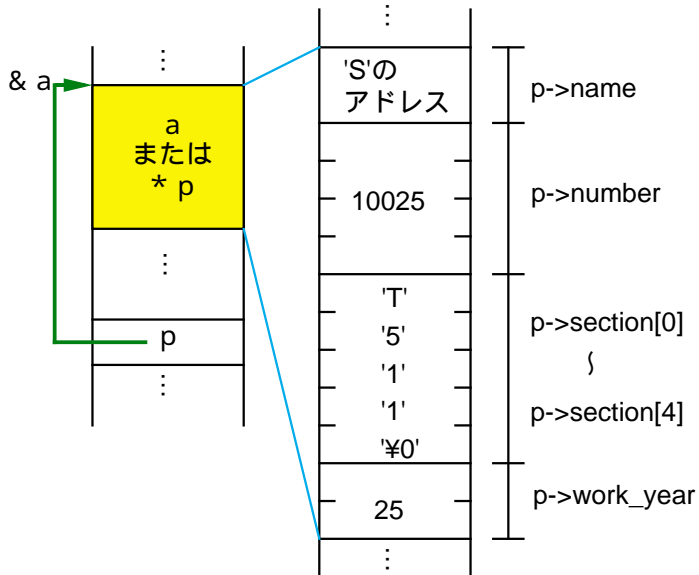 ⋮
& a
a
または
* p
⋮
p
⋮
⋮
'S'の
アドレス
10025
'T'
'5'
'1'
'1'
'¥0'
25
⋮
p->name
p->number
p->section[0]
〜
p->section[4]
p->work_year